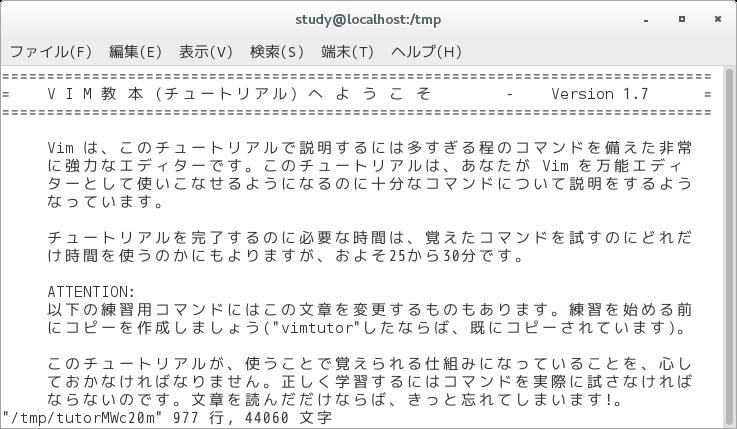 study@localhost:/tmp
ファイル(F) 編集(E) 表示(V) 検索(S) 端末(T) ヘルプ(H)
===============================================================================
= V I M 教 本 (チュートリアル) へ よ う こ そ - Version 1.7 =
===============================================================================
Vim は、このチュートリアルで説明するには多すぎる程のコマンドを備えた非常
に強力なエディターです。このチュートリアルは、あなたが Vim を万能エディ
ターとして使いこなせるようになるのに十分なコマンドについて説明をするよう
なっています。
チュートリアルを完了するのに必要な時間は、覚えたコマンドを試すのにどれだ
け時間を使うのかにもよりますが、およそ25から30分です。
ATTENTION:
以下の練習用コマンドにはこの文章を変更するものもあります。練習を始める前
にコピーを作成しましょう("vimtutor"したならば、既にコピーされています)。
このチュートリアルが、使うことで覚えられる仕組みになっていることを、心し
ておかなければなりません。正しく学習するにはコマンドを実際に試さなければ
ならないのです。文章を読んだだけならば、きっと忘れてしまいます!。
"/tmp/tutorMWc20m" 977 行, 44060 文字